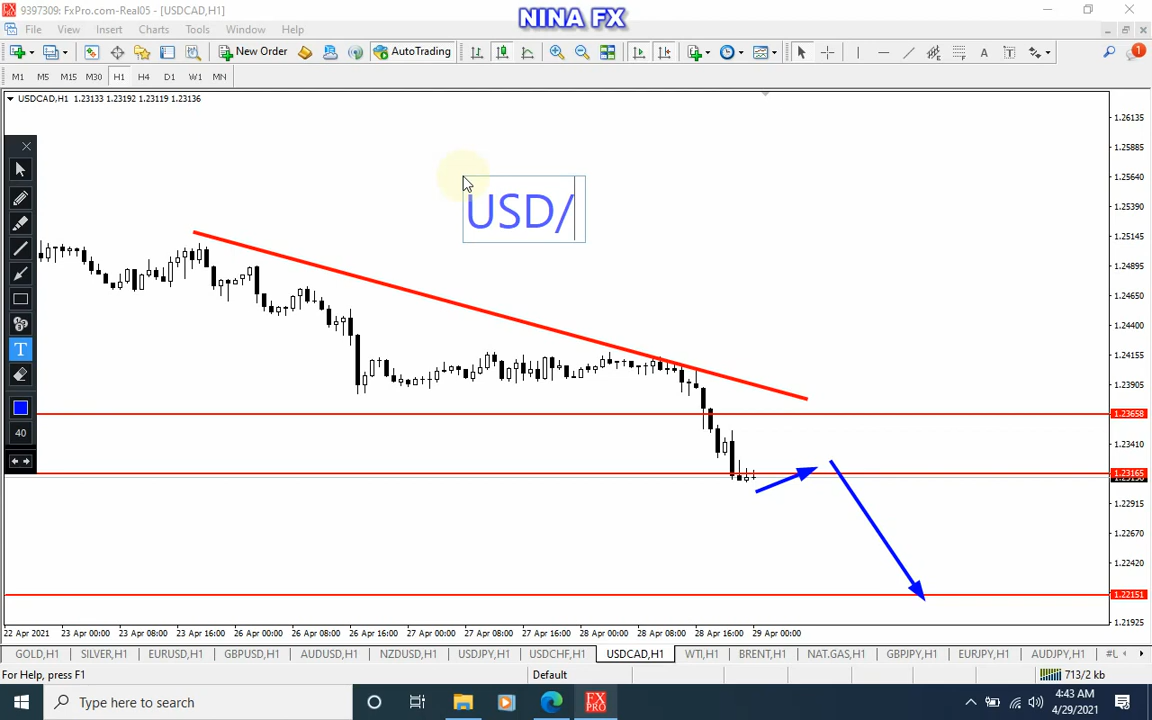 9397309: FxPro.com-Real05 - [USDCAD,H1]
NINA FX
File View Insert Charts Tools Window Help
New Order
AutoTrading
M1 M5 M15 M30 H1 H4 D1 W1 MN
USDCAD,H1 1.23133 1.23192 1.23119 1.23136
USD/
T
40
1.26135
1.25885
1.25640
1.25390
1.25145
1.24895
1.24650
1.24400
1.24155
1.23905
1.23658
1.23410
1.23165
1.22915
1.22670
1.22420
1.22151
1.21925
22 Apr 2021 23 Apr 00:00 23 Apr 08:00 23 Apr 16:00 26 Apr 00:00 26 Apr 08:00 26 Apr 16:00 27 Apr 00:00 27 Apr 08:00 27 Apr 16:00 28 Apr 00:00 28 Apr 08:00 28 Apr 16:00 29 Apr 00:00
GOLD,H1 SILVER,H1 EURUSD,H1 GBPUSD,H1 AUDUSD,H1 NZDUSD,H1 USDJPY,H1 USDCHF,H1 USDCAD,H1 WTI,H1 BRENT,H1 NAT.GAS,H1 GBPJPY,H1 EURJPY,H1 AUDJPY,H1 #L
For Help, press F1
Default
713/2 kb
Type here to search
FX PRO
4:43 AM
4/29/2021